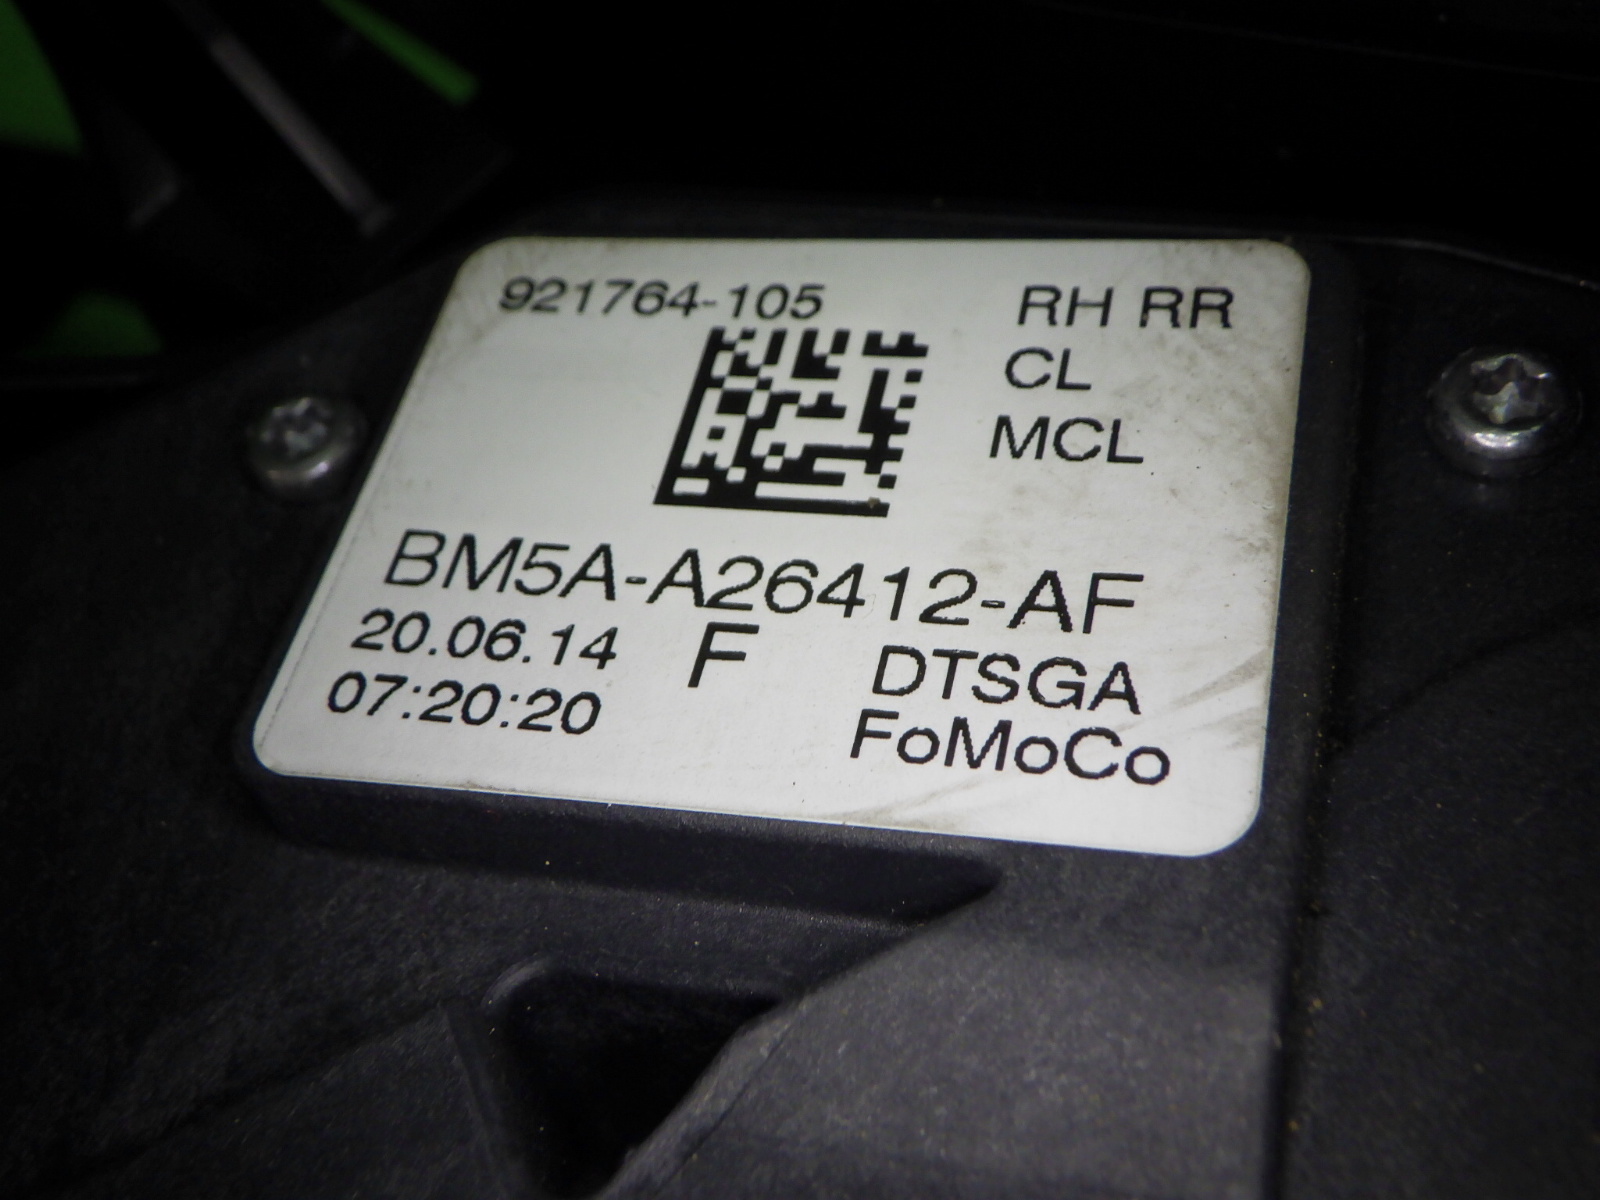 921764-105 RH RR
CL
MCL
BM5A-A26412-AF
20.06.14 F DTSGA
07:20:20 FoMoCo